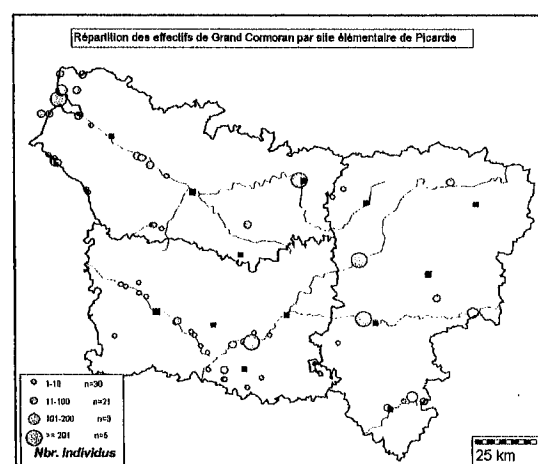 Répartition des effectifs de Grand Cormoran par site élémentaire de Picardie
1-10 n=30
11-100 n=21
101-200 n=3
>= 201 n=5
Nbr. Individus
25 km